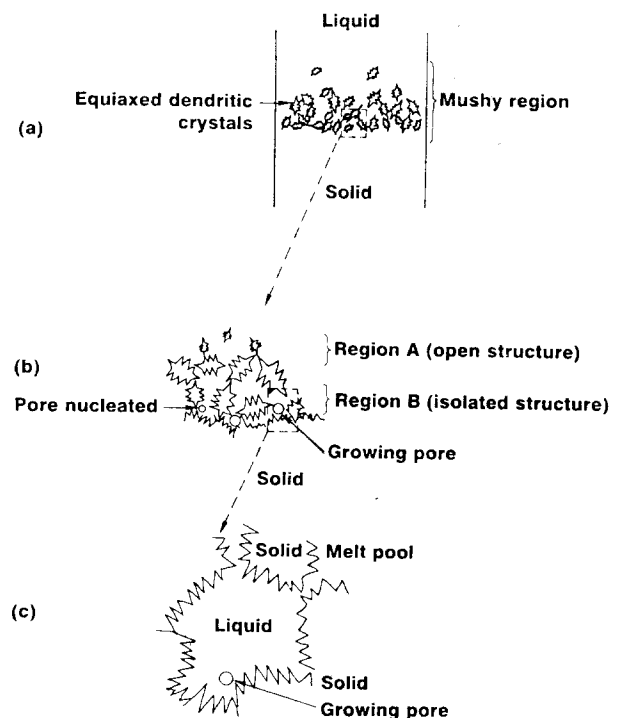 Liquid
Equiaxed dendritic
crystals
Mushy region
(a)
Solid
(b)
Region A (open structure)
Pore nucleated
Region B (isolated structure)
Growing pore
Solid
Solid
Melt pool
(c)
Liquid
Solid
Growing pore